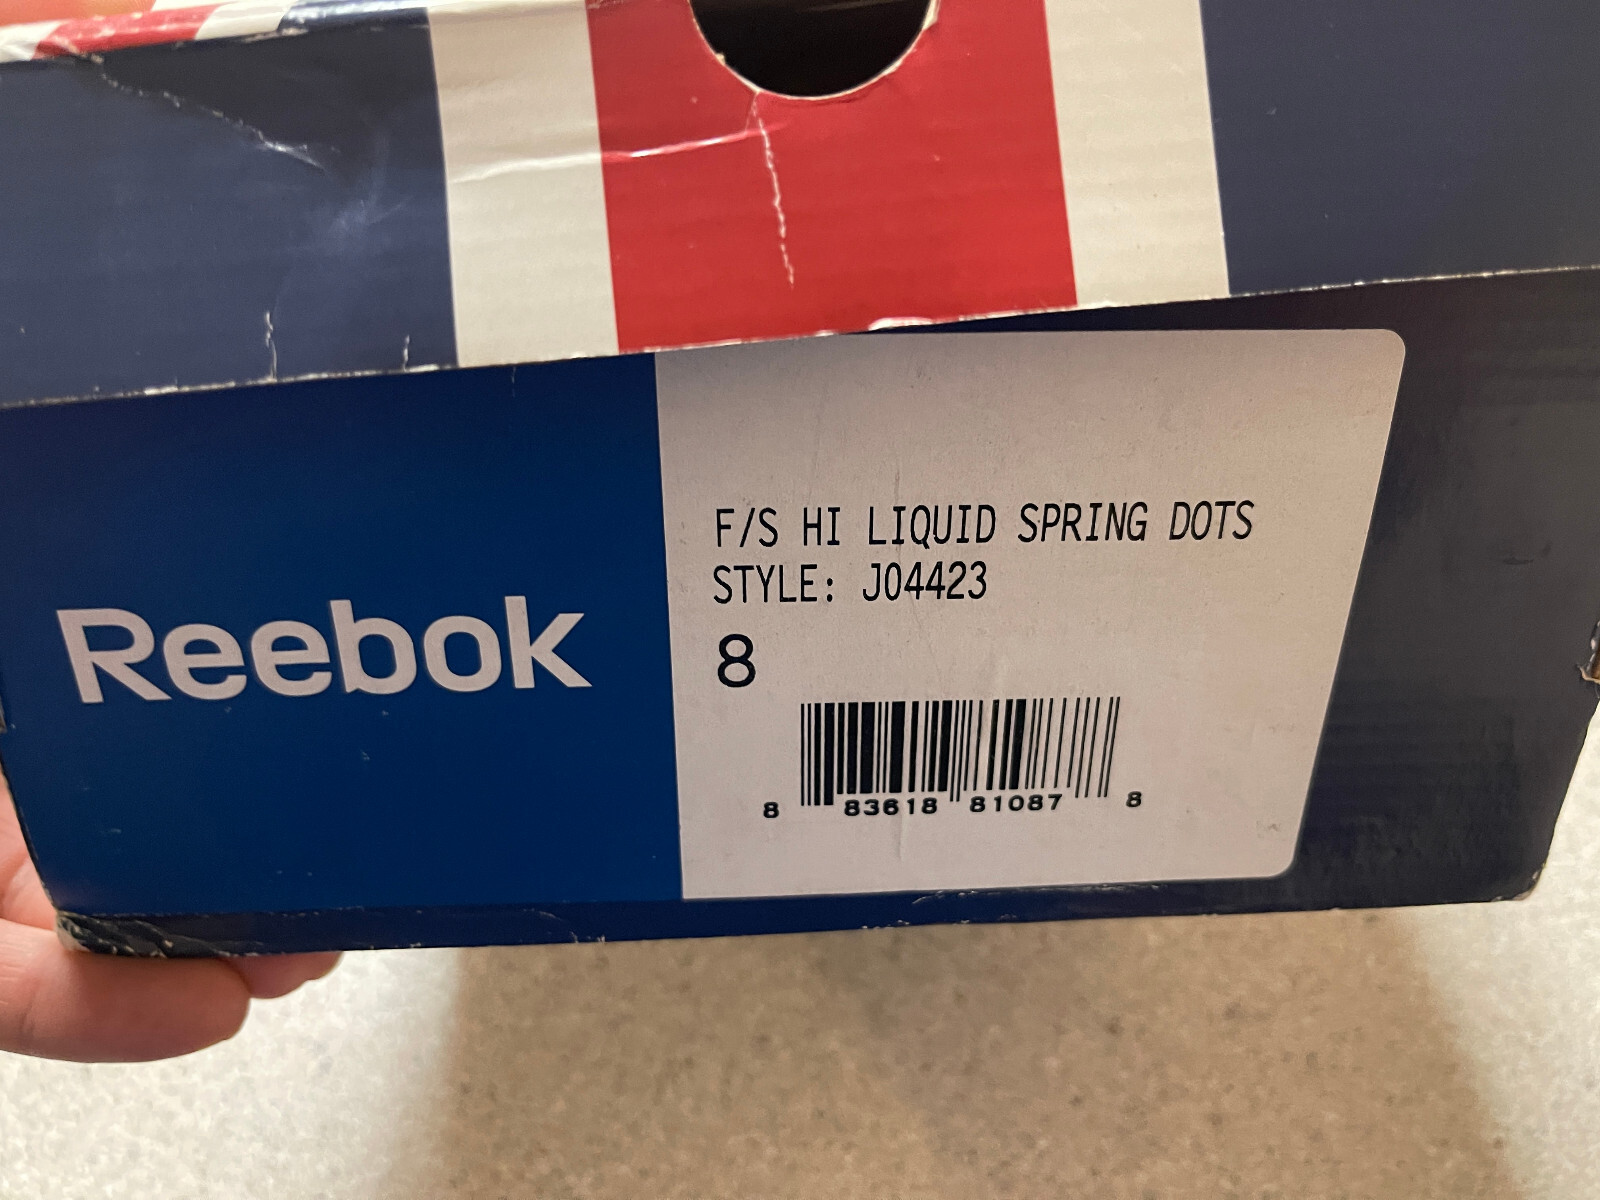 Reebok
F/S HI LIQUID SPRING DOTS
STYLE: J04423
8
8 83618 81087 8